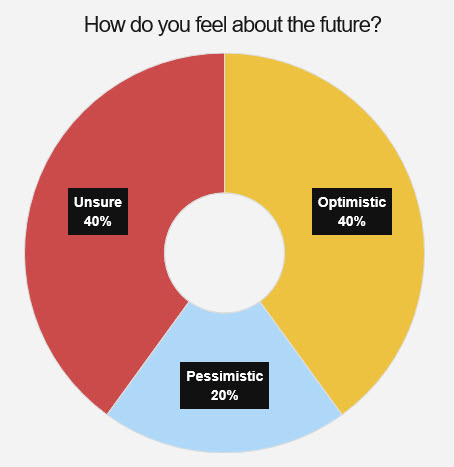 How do you feel about the future?
Unsure
40%
Optimistic
40%
Pessimistic
20%